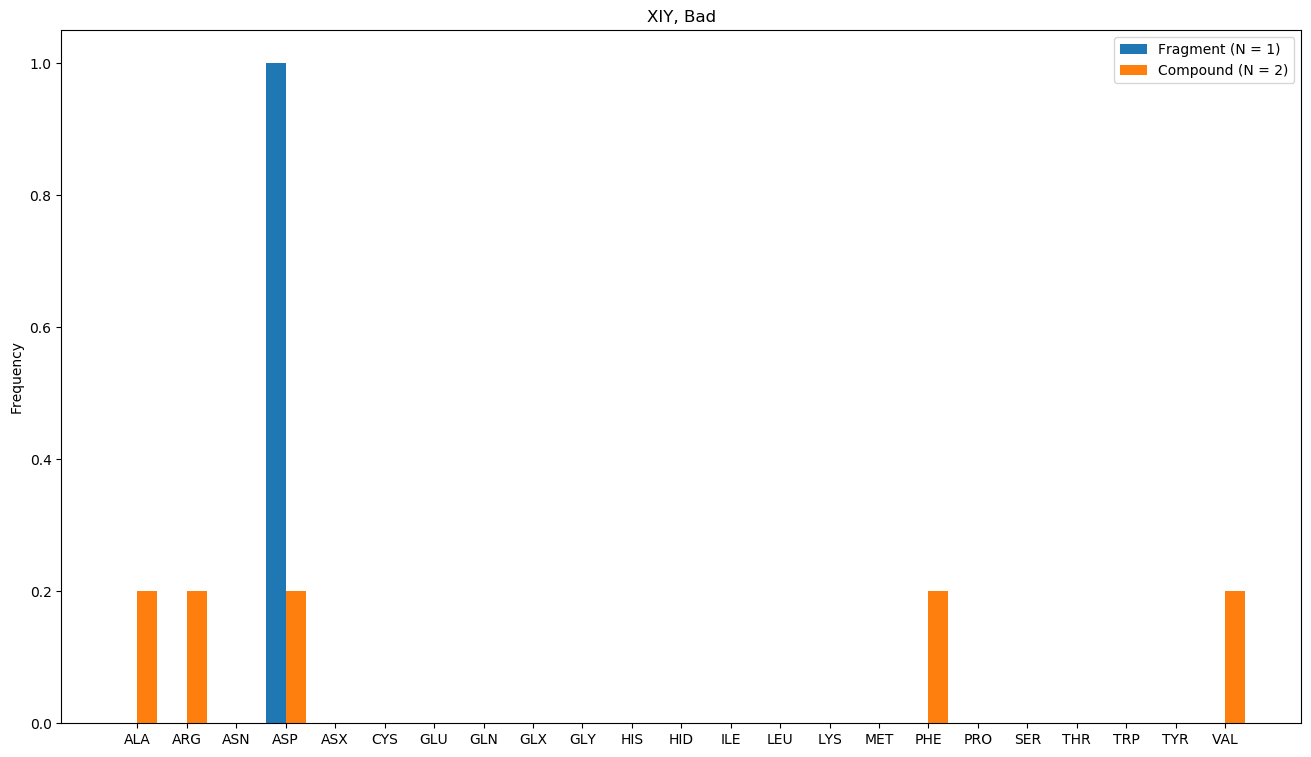 XIY, Bad
Fragment (N = 1)
Compound (N = 2)
Frequency
1.0
0.8
0.6
0.4
0.2
0.0
ALA ARG ASN ASP ASX CYS GLU GLN GLX GLY HIS HID ILE LEU LYS MET PHE PRO SER THR TRP TYR VAL